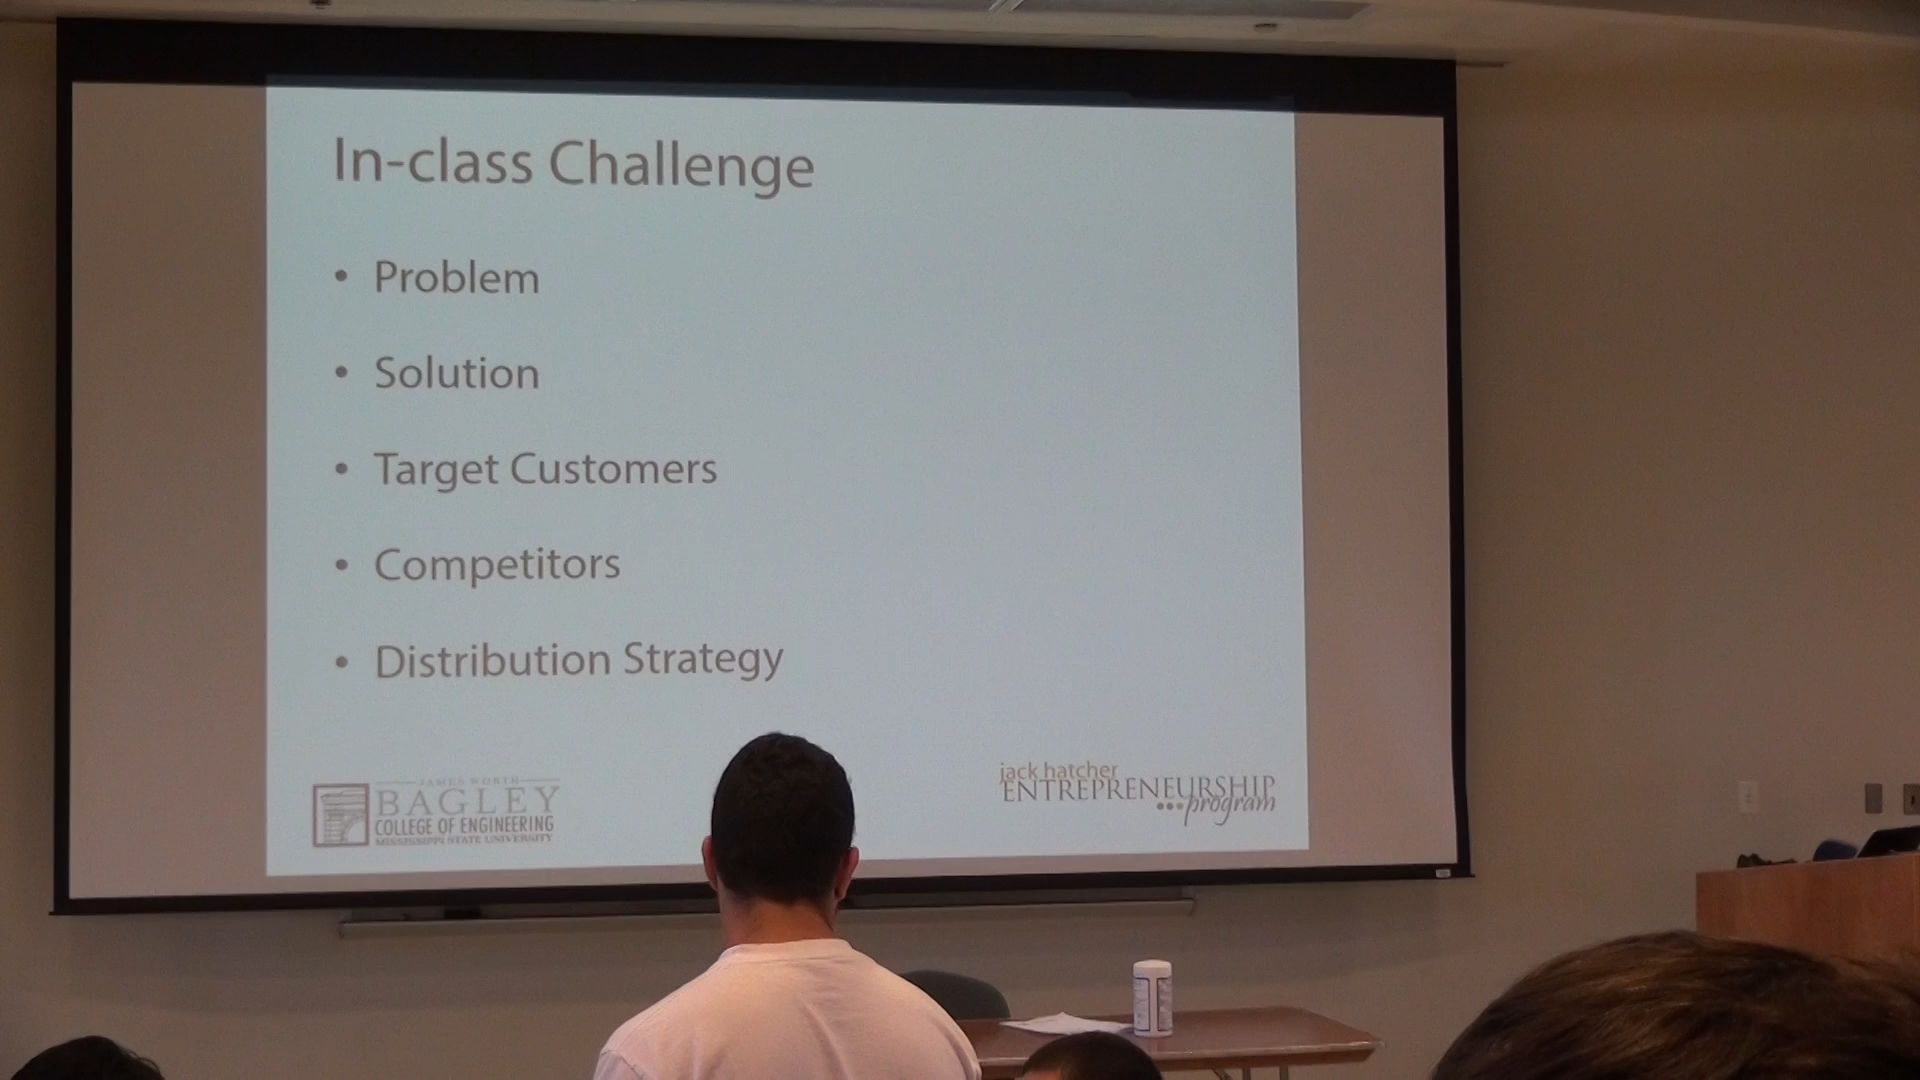 In-class Challenge
• Problem
• Solution
• Target Customers
• Competitors
• Distribution Strategy
JAMES WORTH
BAGLEY
COLLEGE OF ENGINEERING
MISSISSIPPI STATE UNIVERSITY
jack hatcher
ENTREPRENEURSHIP
•••program